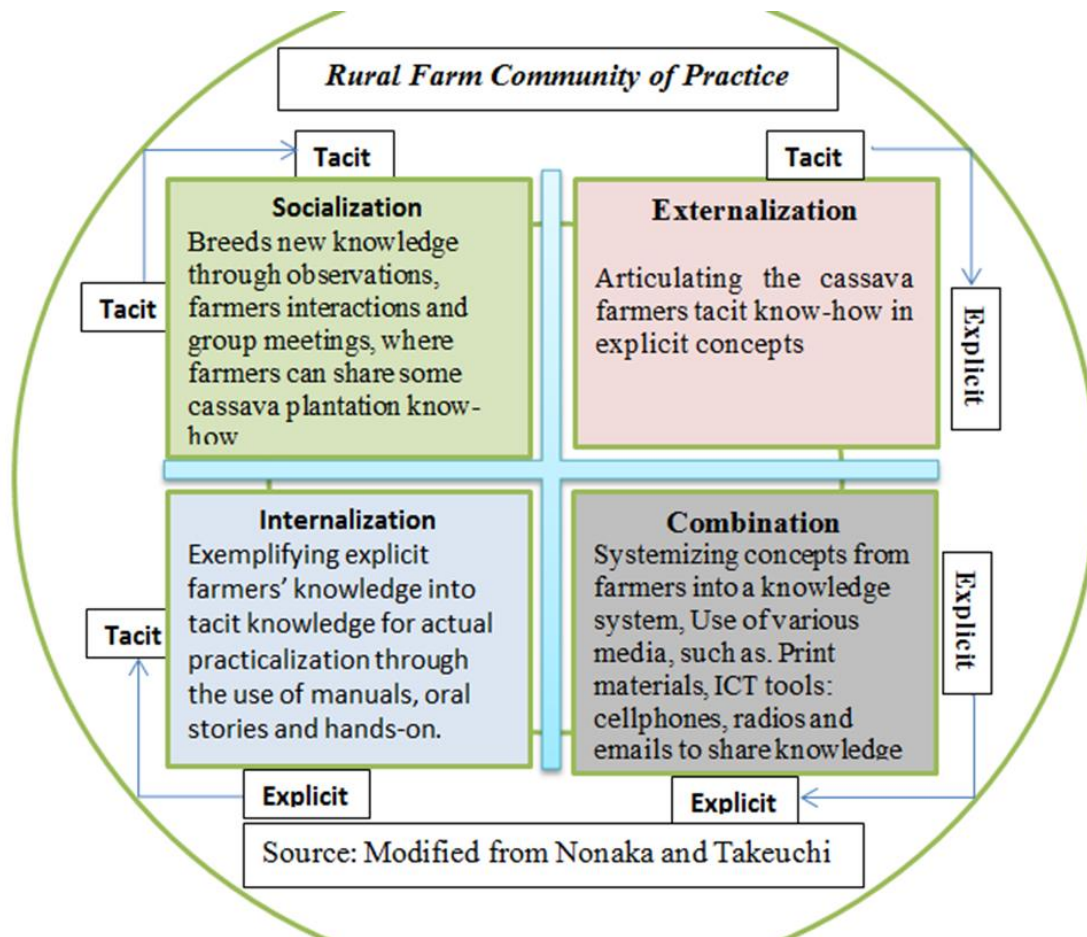 Rural Farm Community of Practice
Tacit
Tacit
Socialization
Breeds new knowledge
through observations,
farmers interactions and
group meetings, where
farmers can share some
cassava plantation know-
how
Tacit
Externalization
Articulating the cassava
farmers tacit know-how in
explicit concepts
Explicit
Internalization
Exemplifying explicit
farmers' knowledge into
tacit knowledge for actual
practicalization through
the use of manuals, oral
stories and hands-on.
Tacit
Explicit
Combination
Systemizing concepts from
farmers into a knowledge
system, Use of various
media, such as. Print
materials, ICT tools:
cellphones, radios and
emails to share knowledge
Explicit
Explicit
Source: Modified from Nonaka and Takeuchi